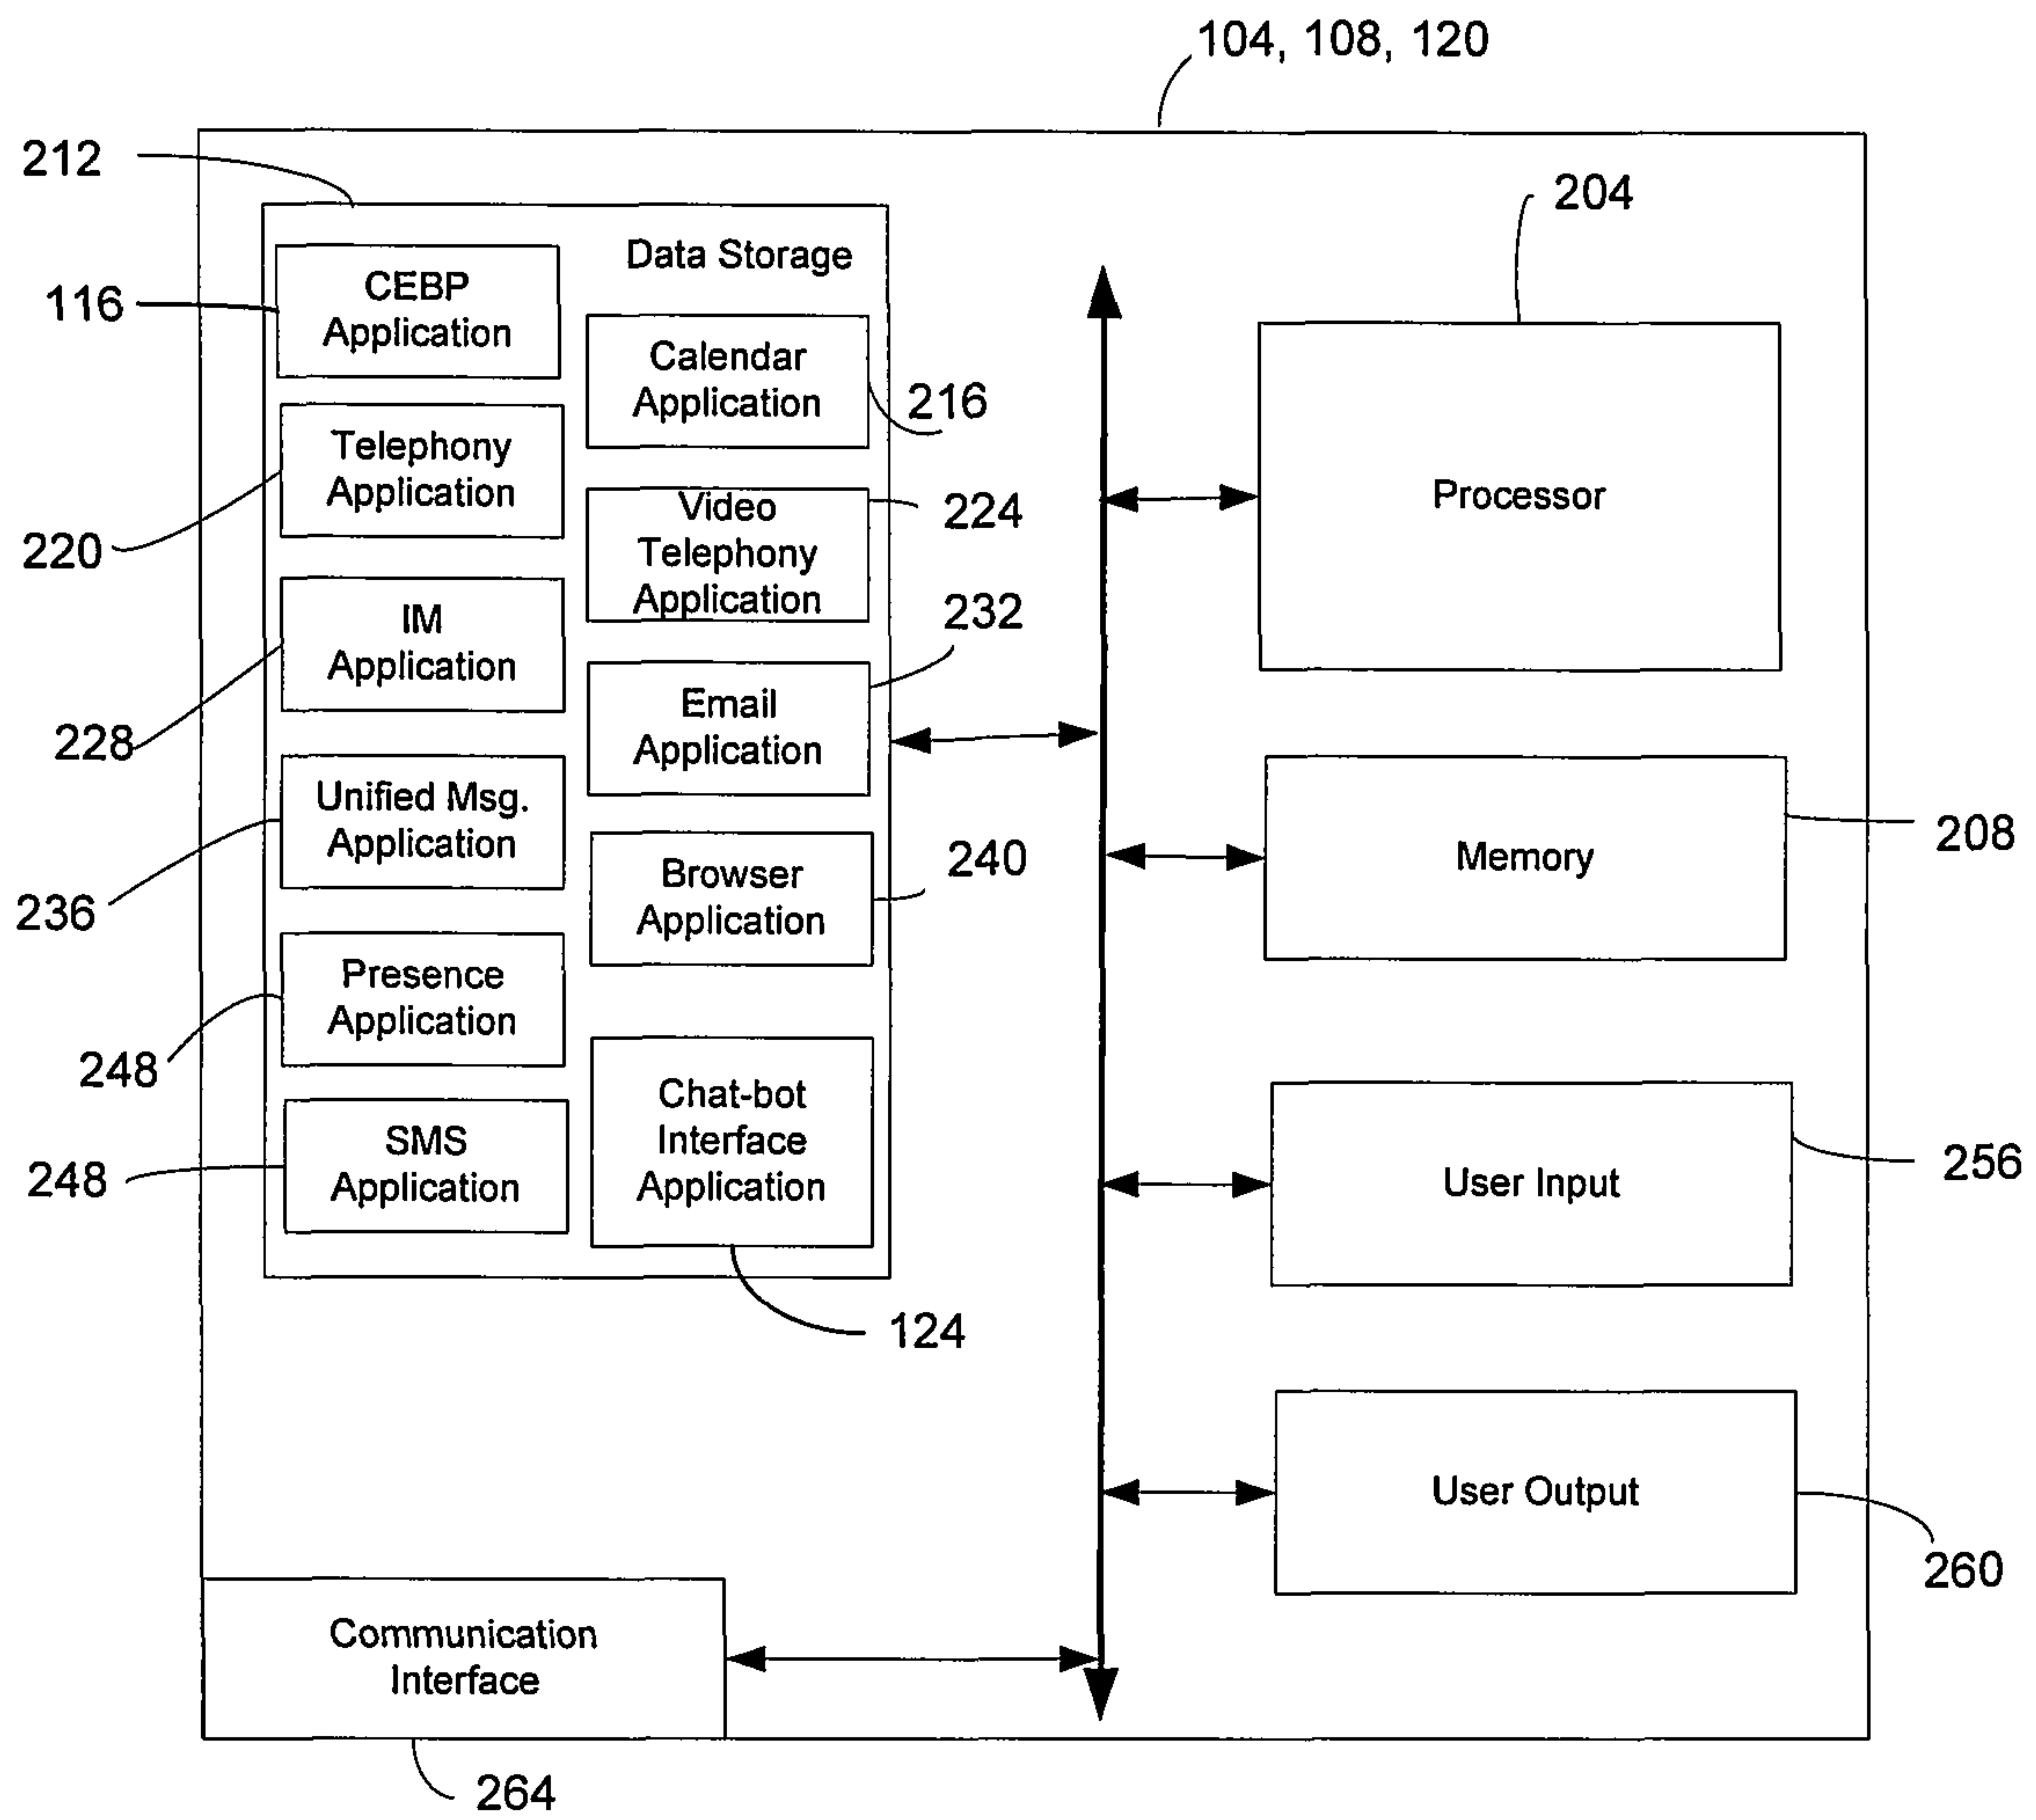 104, 108, 120
212
204
Data Storage
CEBP
Application
116
Calendar
Application
216
Telephony
Application
220
Video
Telephony
Application
224
IM
Application
228
232
Email
Application
Unified Msg.
Application
236
Browser
Application
240
Presence
Application
248
SMS
Application
248
Chat-bot
Interface
Application
124
Processor
Memory
208
User Input
256
User Output
260
Communication
Interface
264